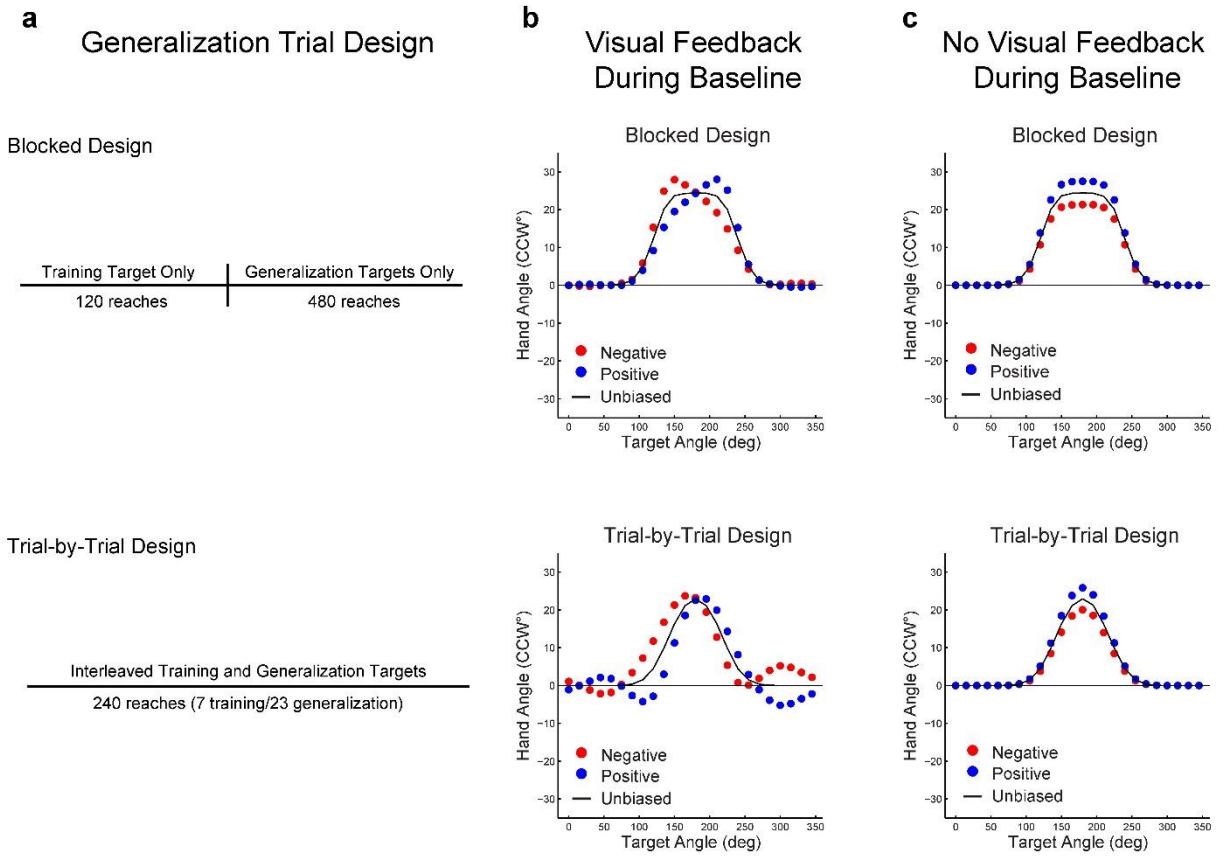 a
Generalization Trial Design
Blocked Design
Training Target Only
Generalization Targets Only
120 reaches
480 reaches
Trial-by-Trial Design
Interleaved Training and Generalization Targets
240 reaches (7 training/23 generalization)
b
Visual Feedback
During Baseline
Blocked Design
Hand Angle (CCW°)
30
20
10
0
−10
−20
−30
Negative
Positive
Unbiased
0 50 100 150 200 250 300 350
Target Angle (deg)
Trial-by-Trial Design
Hand Angle (CCW°)
30
20
10
0
−10
−20
−30
Negative
Positive
Unbiased
0 50 100 150 200 250 300 350
Target Angle (deg)
c
No Visual Feedback
During Baseline
Blocked Design
Hand Angle (CCW°)
30
20
10
0
−10
−20
−30
Negative
Positive
Unbiased
0 50 100 150 200 250 300 350
Target Angle (deg)
Trial-by-Trial Design
Hand Angle (CCW°)
30
20
10
0
−10
−20
−30
Negative
Positive
Unbiased
0 50 100 150 200 250 300 350
Target Angle (deg)